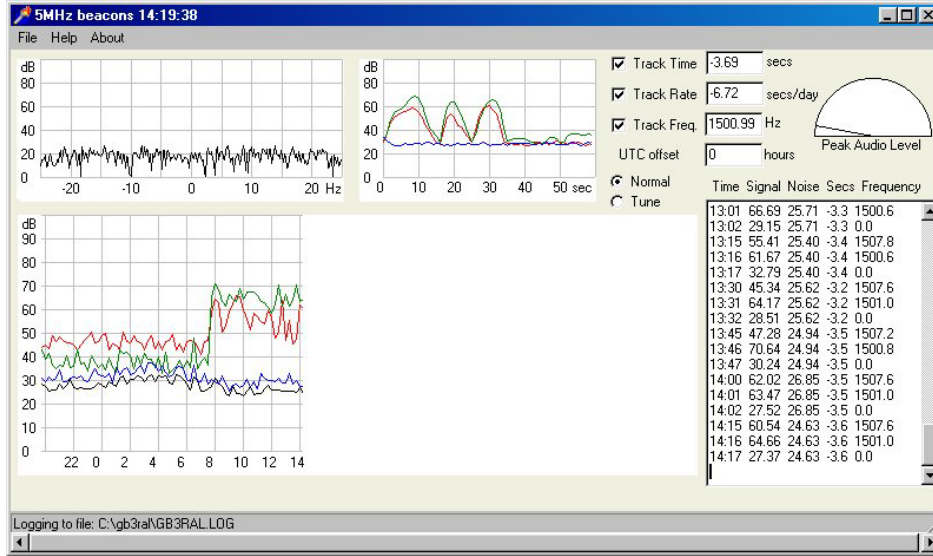 5MHz beacons 14:19:38
File Help About
dB
80
60
40
20
0
-20 -10 0 10 20 Hz
dB
80
60
40
20
0
0 10 20 30 40 50 sec
Track Time -3.69 secs
Track Rate -6.72 secs/day
Track Freq. 1500.99 Hz
UTC offset 0 hours
Normal
Tune
Peak Audio Level
dB
90
80
70
60
50
40
30
20
10
0
22 0 2 4 6 8 10 12 14
Time Signal Noise Secs Frequency
13:01 66.69 25.71 -3.3 1500.6
13:02 29.15 25.71 -3.3 0.0
13:15 55.41 25.40 -3.4 1507.8
13:16 61.67 25.40 -3.4 1500.6
13:17 32.79 25.40 -3.4 0.0
13:30 45.34 25.62 -3.2 1507.6
13:31 64.17 25.62 -3.2 1501.0
13:32 28.51 25.62 -3.2 0.0
13:45 47.28 24.94 -3.5 1507.2
13:46 70.64 24.94 -3.5 1500.8
13:47 30.24 24.94 -3.5 0.0
14:00 62.02 26.85 -3.5 1507.6
14:01 63.47 26.85 -3.5 1501.0
14:02 27.52 26.85 -3.5 0.0
14:15 60.54 24.63 -3.6 1507.6
14:16 64.66 24.63 -3.6 1501.0
14:17 27.37 24.63 -3.6 0.0
Logging to file: C:\gb3ral\GB3RAL.LOG